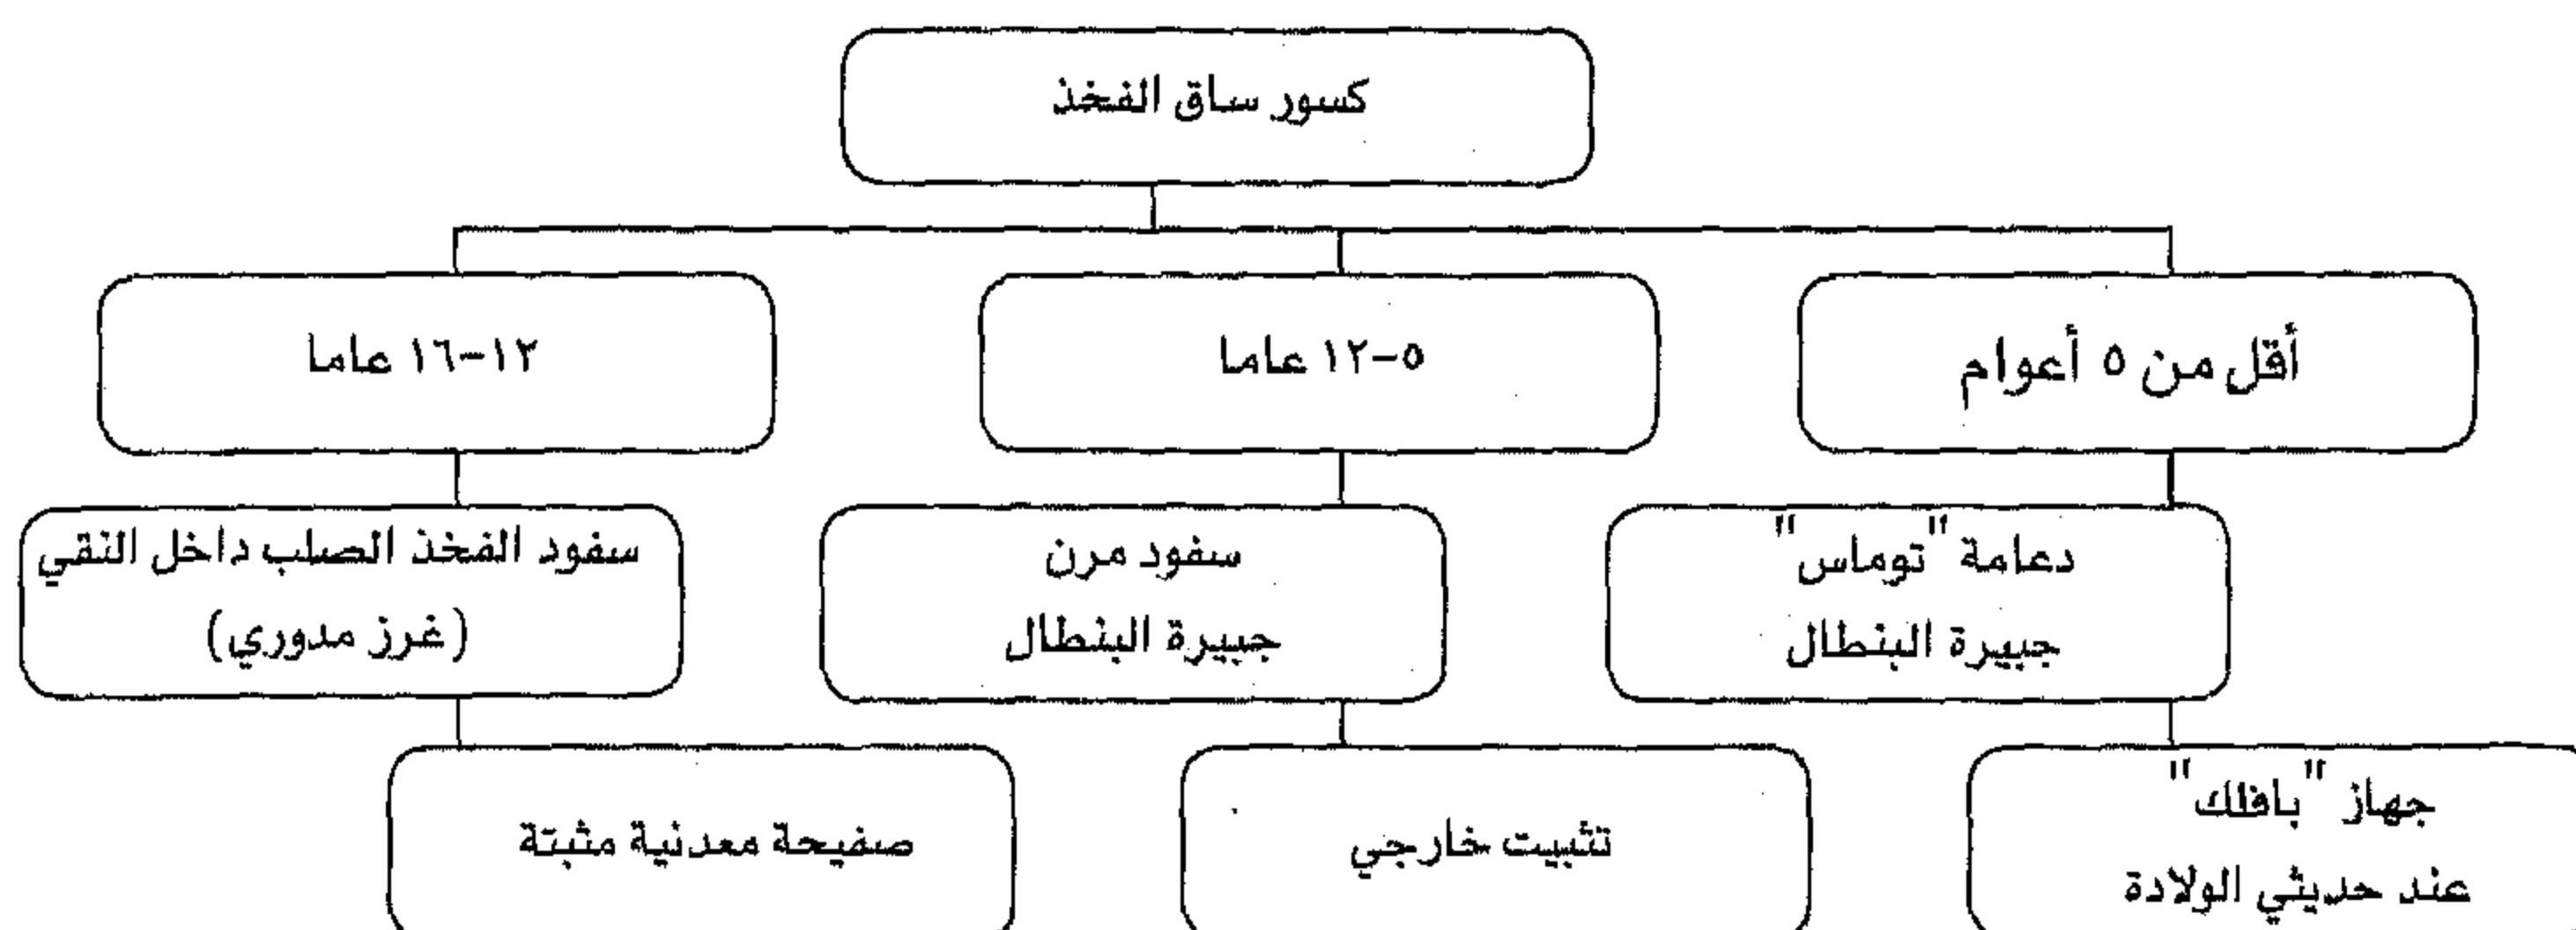 كسور ساق الفخذ
أقل من ٥ أعوام
٥-١٢ عاما
١٢-١٦ عاما
دعامة "توماس"
جبيرة البنطال
سفود مرن
جبيرة البنطال
سفود الفخذ الصلب داخل النقي
(غرز مدوري)
جهاز "بافلك"
عند حديثي الولادة
تثبيت خارجي
صفيحة معدنية مثبتة